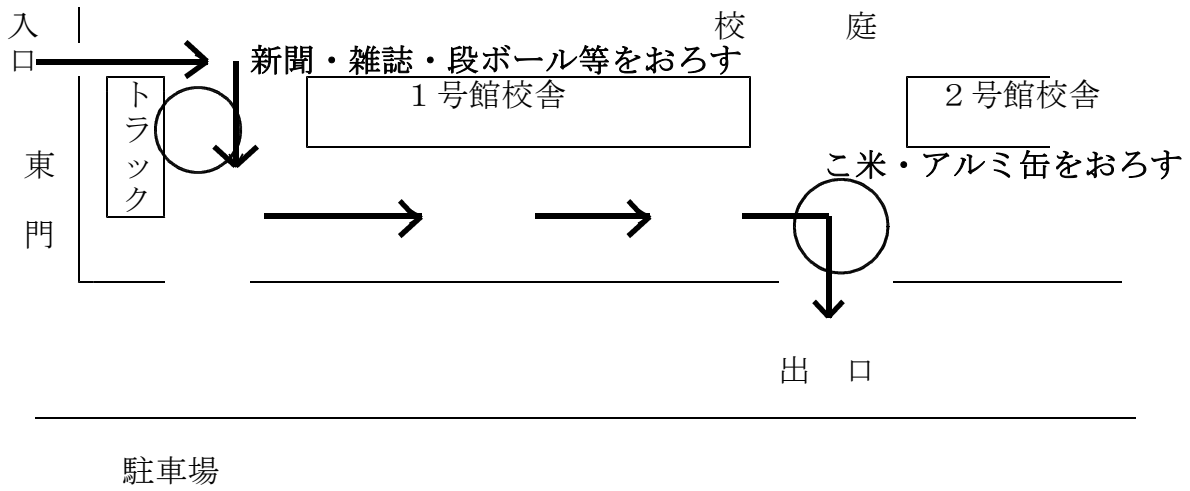 入口
校　庭
新聞・雑誌・段ボール等をおろす
トラック
１号館校舎
２号館校舎
東門
こ米・アルミ缶をおろす
出　口
駐車場